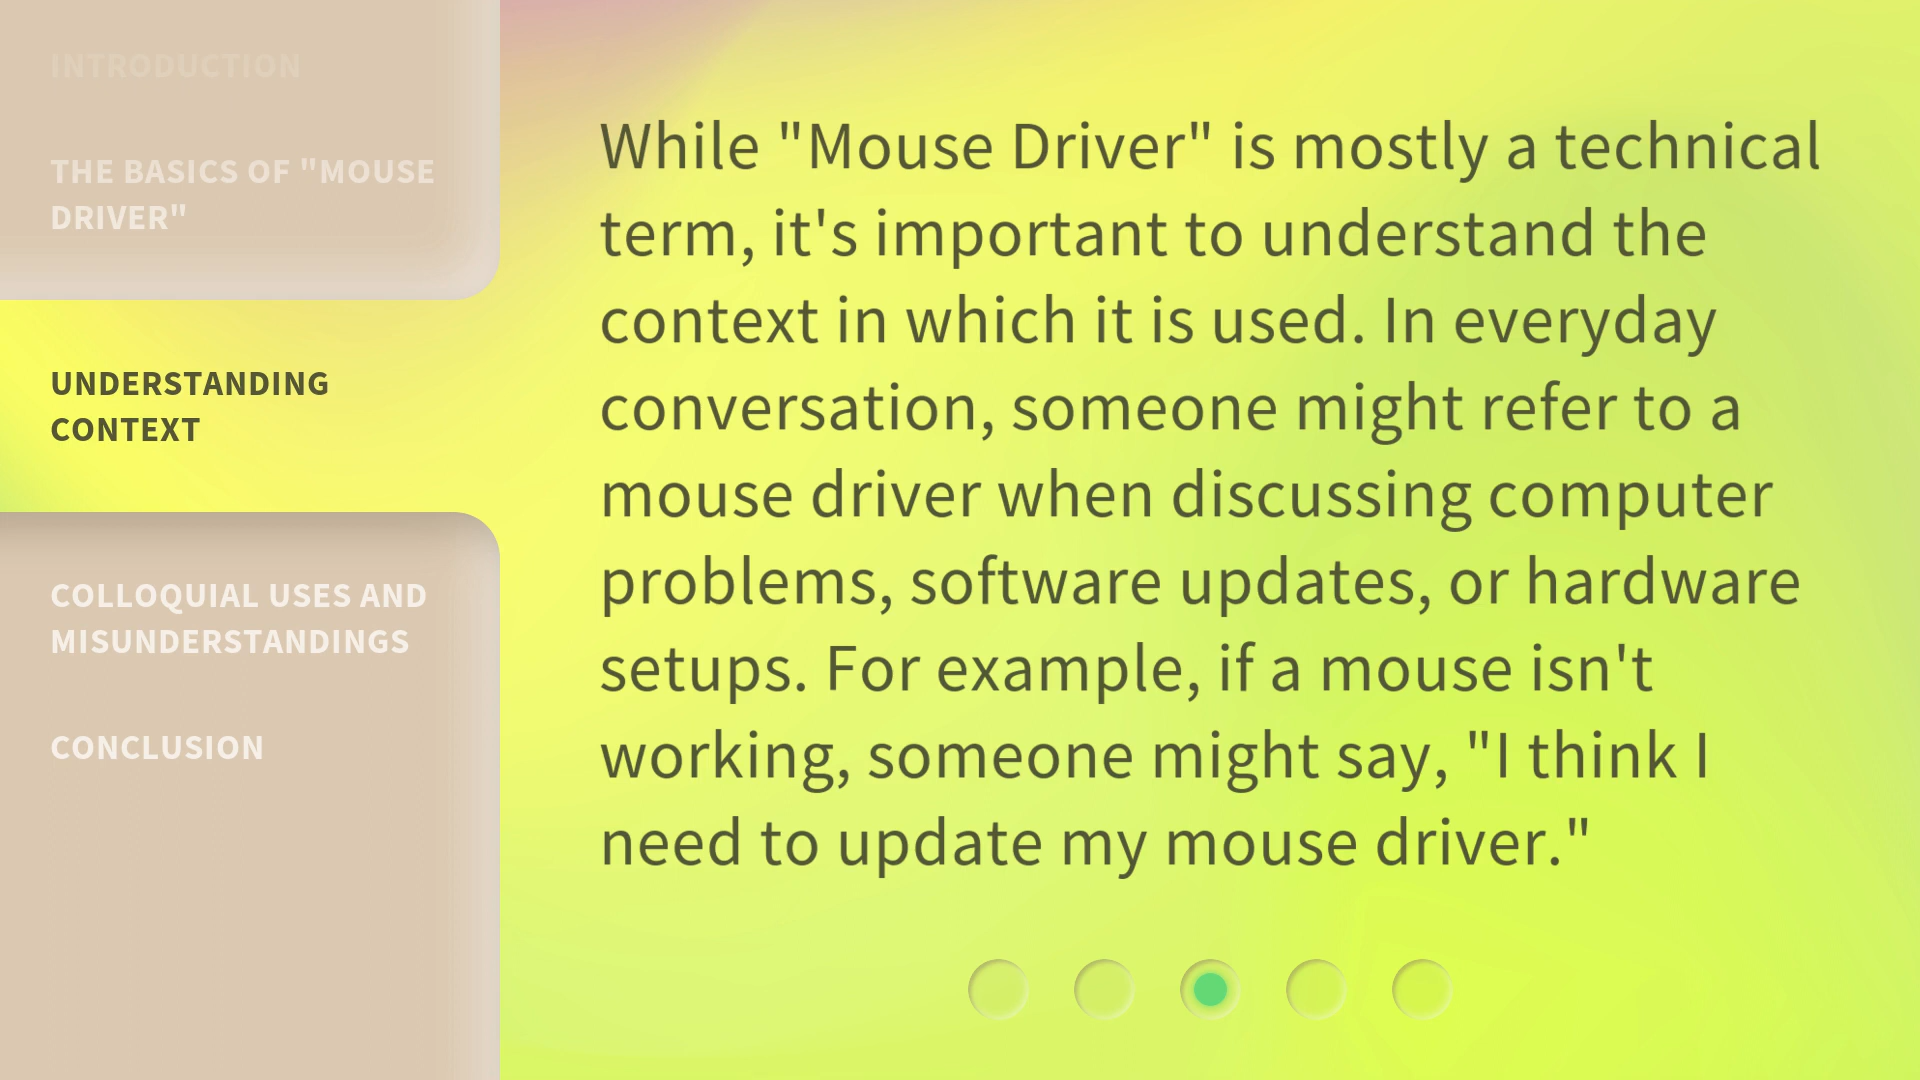 INTRODUCTION
THE BASICS OF "MOUSE
DRIVER"
UNDERSTANDING
CONTEXT
COLLOQUIAL USES AND
MISUNDERSTANDINGS
CONCLUSION
While "Mouse Driver" is mostly a technical
term, it's important to understand the
context in which it is used. In everyday
conversation, someone might refer to a
mouse driver when discussing computer
problems, software updates, or hardware
setups. For example, if a mouse isn't
working, someone might say, "I think I
need to update my mouse driver."